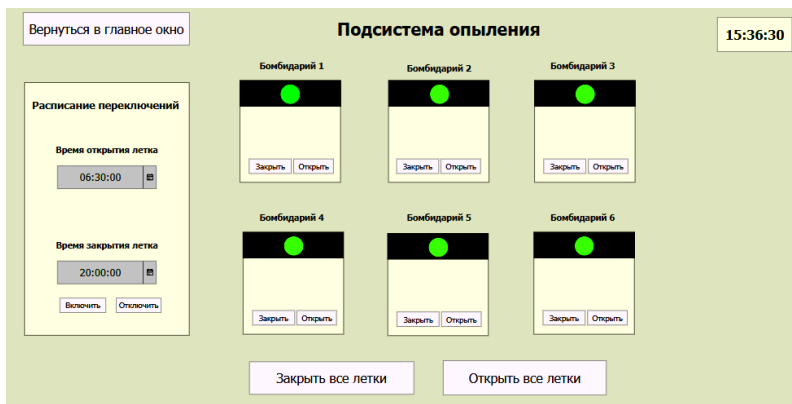 Вернуться в главное окно
Подсистема опыления
15:36:30
Расписание переключений
Время открытия летка
06:30:00
Время закрытия летка
20:00:00
Включить Отключить
Бомбидарий 1
Бомбидарий 2
Бомбидарий 3
Закрыть Открыть
Закрыть Открыть
Закрыть Открыть
Бомбидарий 4
Бомбидарий 5
Бомбидарий 6
Закрыть Открыть
Закрыть Открыть
Закрыть Открыть
Закрыть все летки
Открыть все летки